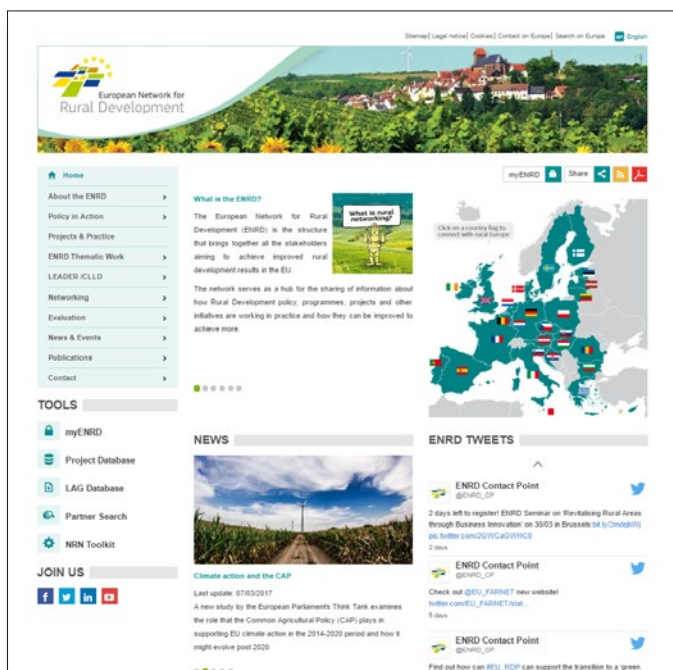 Sitemap| Legal notice| Cookies| Contact on Europa| Search on Europa en English
European Network for
Rural Development
Home
About the ENRD
Policy in Action
Projects & Practice
ENRD Thematic Work
LEADER /CLLD
Networking
Evaluation
News & Events
Publications
Contact
TOOLS
myENRD
Project Database
LAG Database
Partner Search
NRN Toolkit
JOIN US
What is the ENRD?
The European Network for Rural
Development (ENRD) is the structure
that brings together all the stakeholders
aiming to achieve improved rural
development results in the EU.
What is rural
networking?
The network serves as a hub for the sharing of information about
how Rural Development policy, programmes, projects and other
initiatives are working in practice and how they can be improved to
achieve more.
myENRD Share
Click on a country flag to
connect with rural Europe
NEWS
Climate action and the CAP
Last update: 07/03/2017
A new study by the European Parliament's Think Tank examines
the role that the Common Agricultural Policy (CAP) plays in
supporting EU climate action in the 2014-2020 period and how it
might evolve post 2020.
ENRD TWEETS
ENRD Contact Point
@ENRD_CP
2 days left to register! ENRD Seminar on 'Revitalising Rural Areas
through Business Innovation' on 30/03 in Brussels:
pic.twitter.com/2GWCaGWHC0
2 days
ENRD Contact Point
@ENRD_CP
Check out @EU_FARNET new website!
twitter.com/EU_FARNET/stat...
5 days
ENRD Contact Point
@ENRD_CP
Find out how can #EU_RDP can support the transition to a 'green